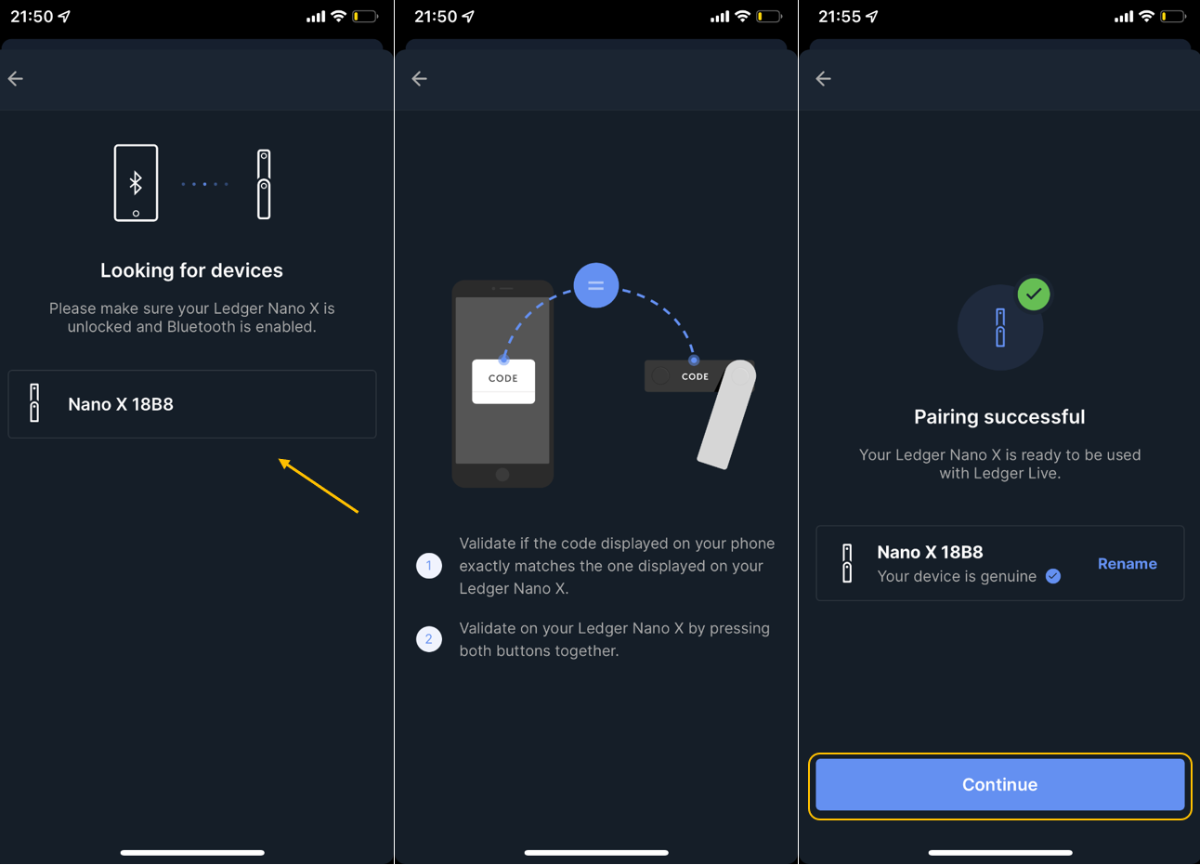 21:50
Looking for devices
Please make sure your Ledger Nano X is
unlocked and Bluetooth is enabled.
Nano X 18B8
21:50
CODE
CODE
1
Validate if the code displayed on your phone
exactly matches the one displayed on your
Ledger Nano X.
2
Validate on your Ledger Nano X by pressing
both buttons together.
21:55
Pairing successful
Your Ledger Nano X is ready to be used
with Ledger Live.
Nano X 18B8
Your device is genuine
Rename
Continue